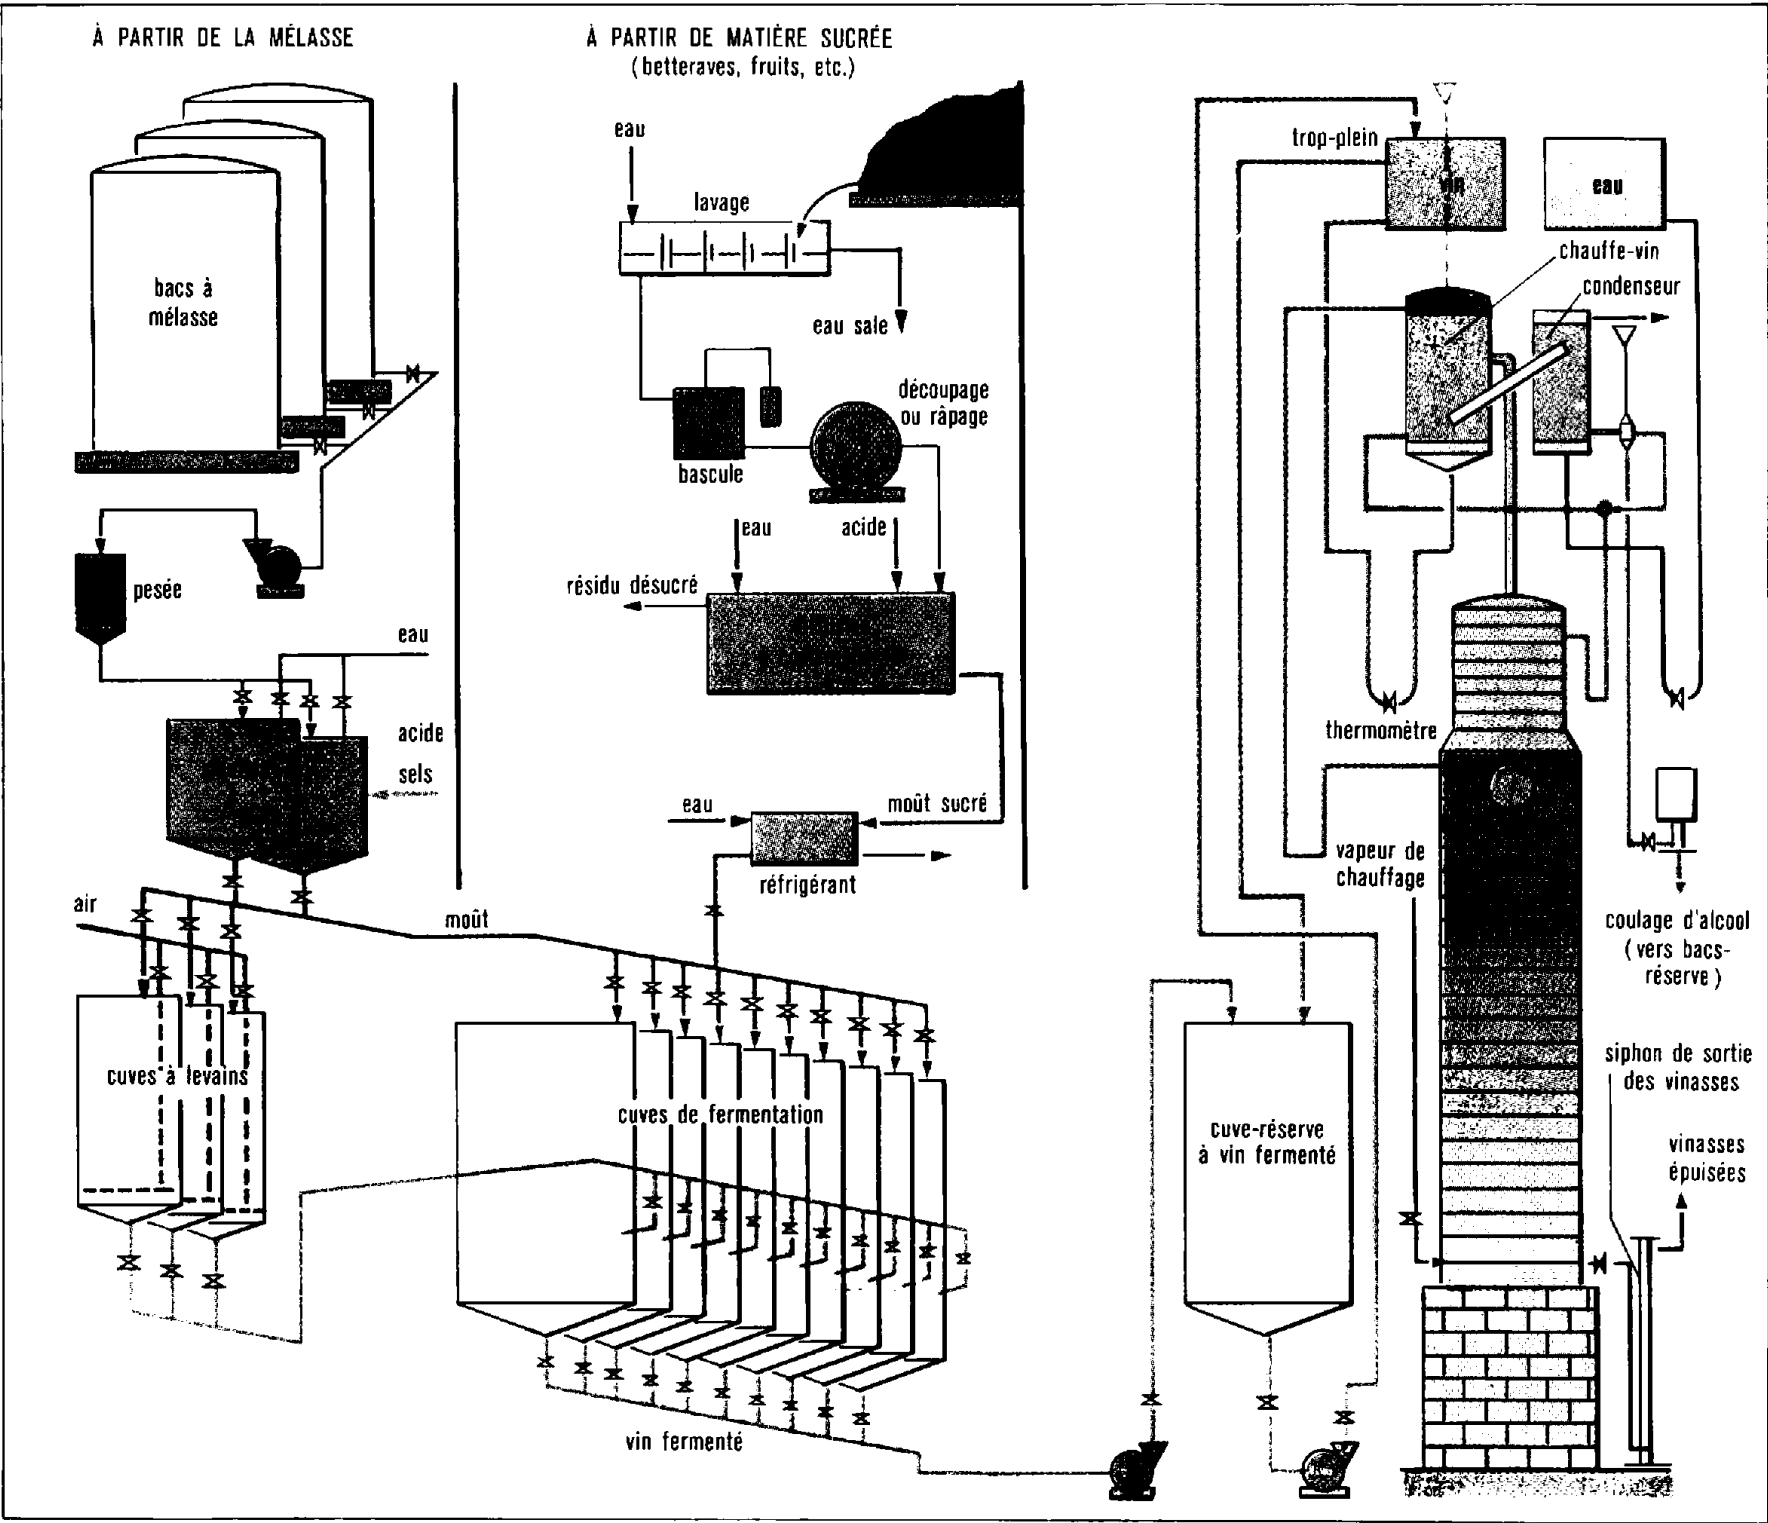 À PARTIR DE LA MÉLASSE
bacs à
mélasse
pesée
eau
acide
sels
air
moût
cuves à levains
À PARTIR DE MATIÈRE SUCRÉE
(betteraves, fruits, etc.)
eau
lavage
eau sale
découpage
ou râpage
bascule
eau
acide
résidu désucré
eau
moût sucré
réfrigérant
cuves de fermentation
vin fermenté
trop-plein
vin
eau
chauffe-vin
condenseur
thermomètre
vapeur de
chauffage
coulage d'alcool
(vers bacs-
réserve)
siphon de sortie
des vinasses
vinasses
épuisées
cuve-réserve
à vin fermenté